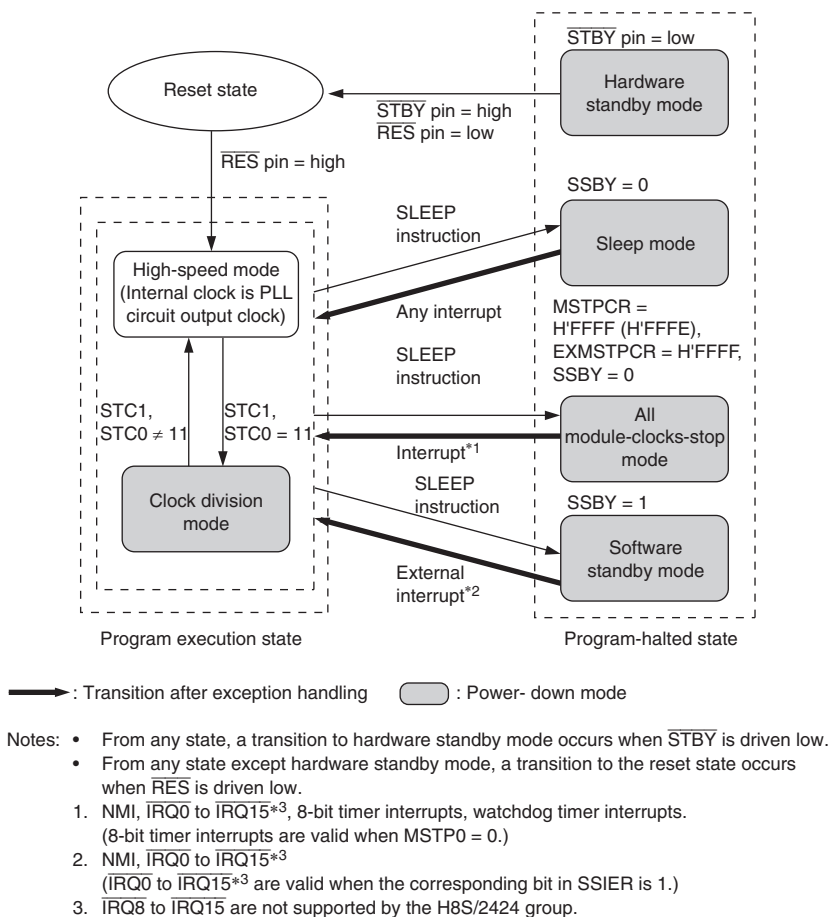 STBY pin = low
Hardware
standby mode
Reset state
STBY pin = high
RES pin = low
RES pin = high
SSBY = 0
SLEEP
instruction
Sleep mode
High-speed mode
(Internal clock is PLL
circuit output clock)
Any interrupt
MSTPCR =
H'FFFF (H'FFFE),
EXMSTPCR = H'FFFF,
SSBY = 0
SLEEP
instruction
STC1,
STC0 ≠ 11
STC1,
STC0 = 11
All
module-clocks-stop
mode
Interrupt*1
SLEEP
instruction
SSBY = 1
Clock division
mode
Software
standby mode
External
interrupt*2
Program execution state
Program-halted state
: Transition after exception handling
: Power- down mode
Notes: • From any state, a transition to hardware standby mode occurs when STBY is driven low.
• From any state except hardware standby mode, a transition to the reset state occurs
when RES is driven low.
1. NMI, IRQ0 to IRQ15*3, 8-bit timer interrupts, watchdog timer interrupts.
(8-bit timer interrupts are valid when MSTP0 = 0.)
2. NMI, IRQ0 to IRQ15*3
(IRQ0 to IRQ15*3 are valid when the corresponding bit in SSIER is 1.)
3. IRQ8 to IRQ15 are not supported by the H8S/2424 group.